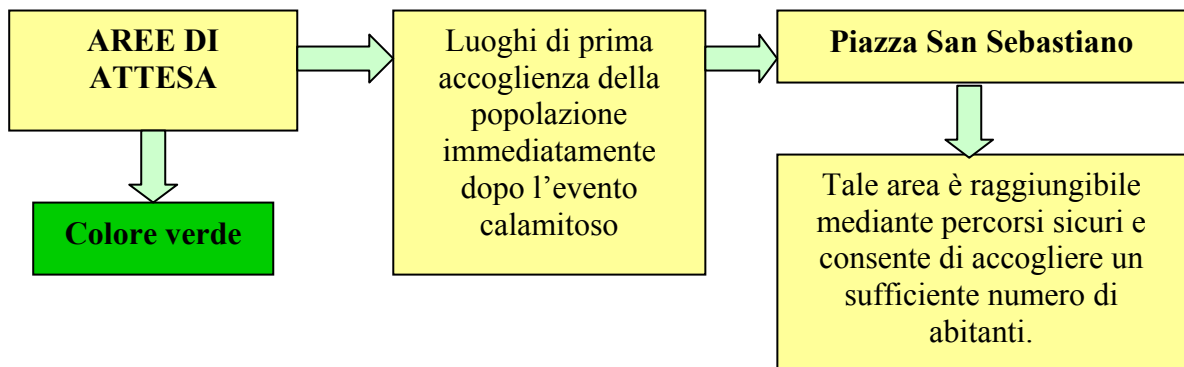 AREE DI
ATTESA
Colore verde
Luoghi di prima
accoglienza della
popolazione
immediatamente
dopo l’evento
calamitoso
Piazza San Sebastiano
Tale area è raggiungibile
mediante percorsi sicuri e
consente di accogliere un
sufficiente numero di
abitanti.